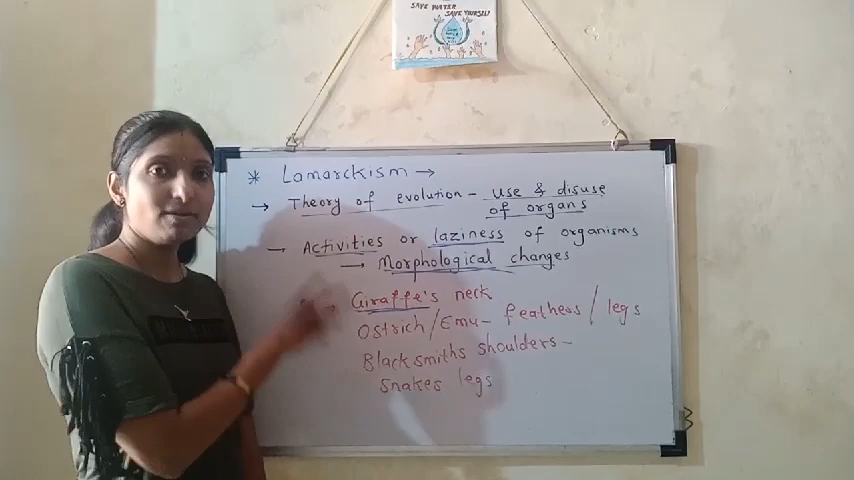 SAVE WATER
SAVE YOURSELF
* Lamarckism →
→ Theory of evolution - use & disuse
of organs
→ Activities or laziness of organisms
→ Morphological changes
→ Giraffe's neck
Ostrich/Emu - feathers/legs
Blacksmiths shoulders -
Snakes legs